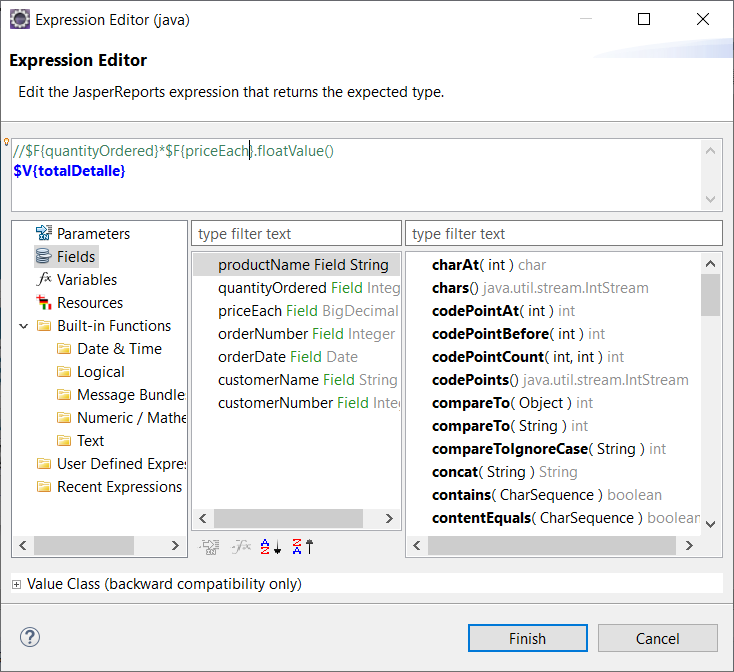 Expression Editor (java)
Expression Editor
Edit the JasperReports expression that returns the expected type.
//$F{quantityOrdered}*$F{priceEach}.floatValue()
$V{totalDetalle}
Parameters
Fields
Variables
Resources
Built-in Functions
Date & Time
Logical
Message Bundle
Numeric / Mathe
Text
User Defined Expres
Recent Expressions
type filter text
productName Field String
quantityOrdered Field Integ
priceEach Field BigDecimal
orderNumber Field Integer
orderDate Field Date
customerName Field String
customerNumber Field Inte
type filter text
charAt( int ) char
chars() java.util.stream.IntStream
codePointAt( int ) int
codePointBefore( int ) int
codePointCount( int, int ) int
codePoints() java.util.stream.IntStream
compareTo( Object ) int
compareTo( String ) int
compareToIgnoreCase( String ) int
concat( String ) String
contains( CharSequence ) boolean
contentEquals( CharSequence ) boolean
Value Class (backward compatibility only)
Finish
Cancel